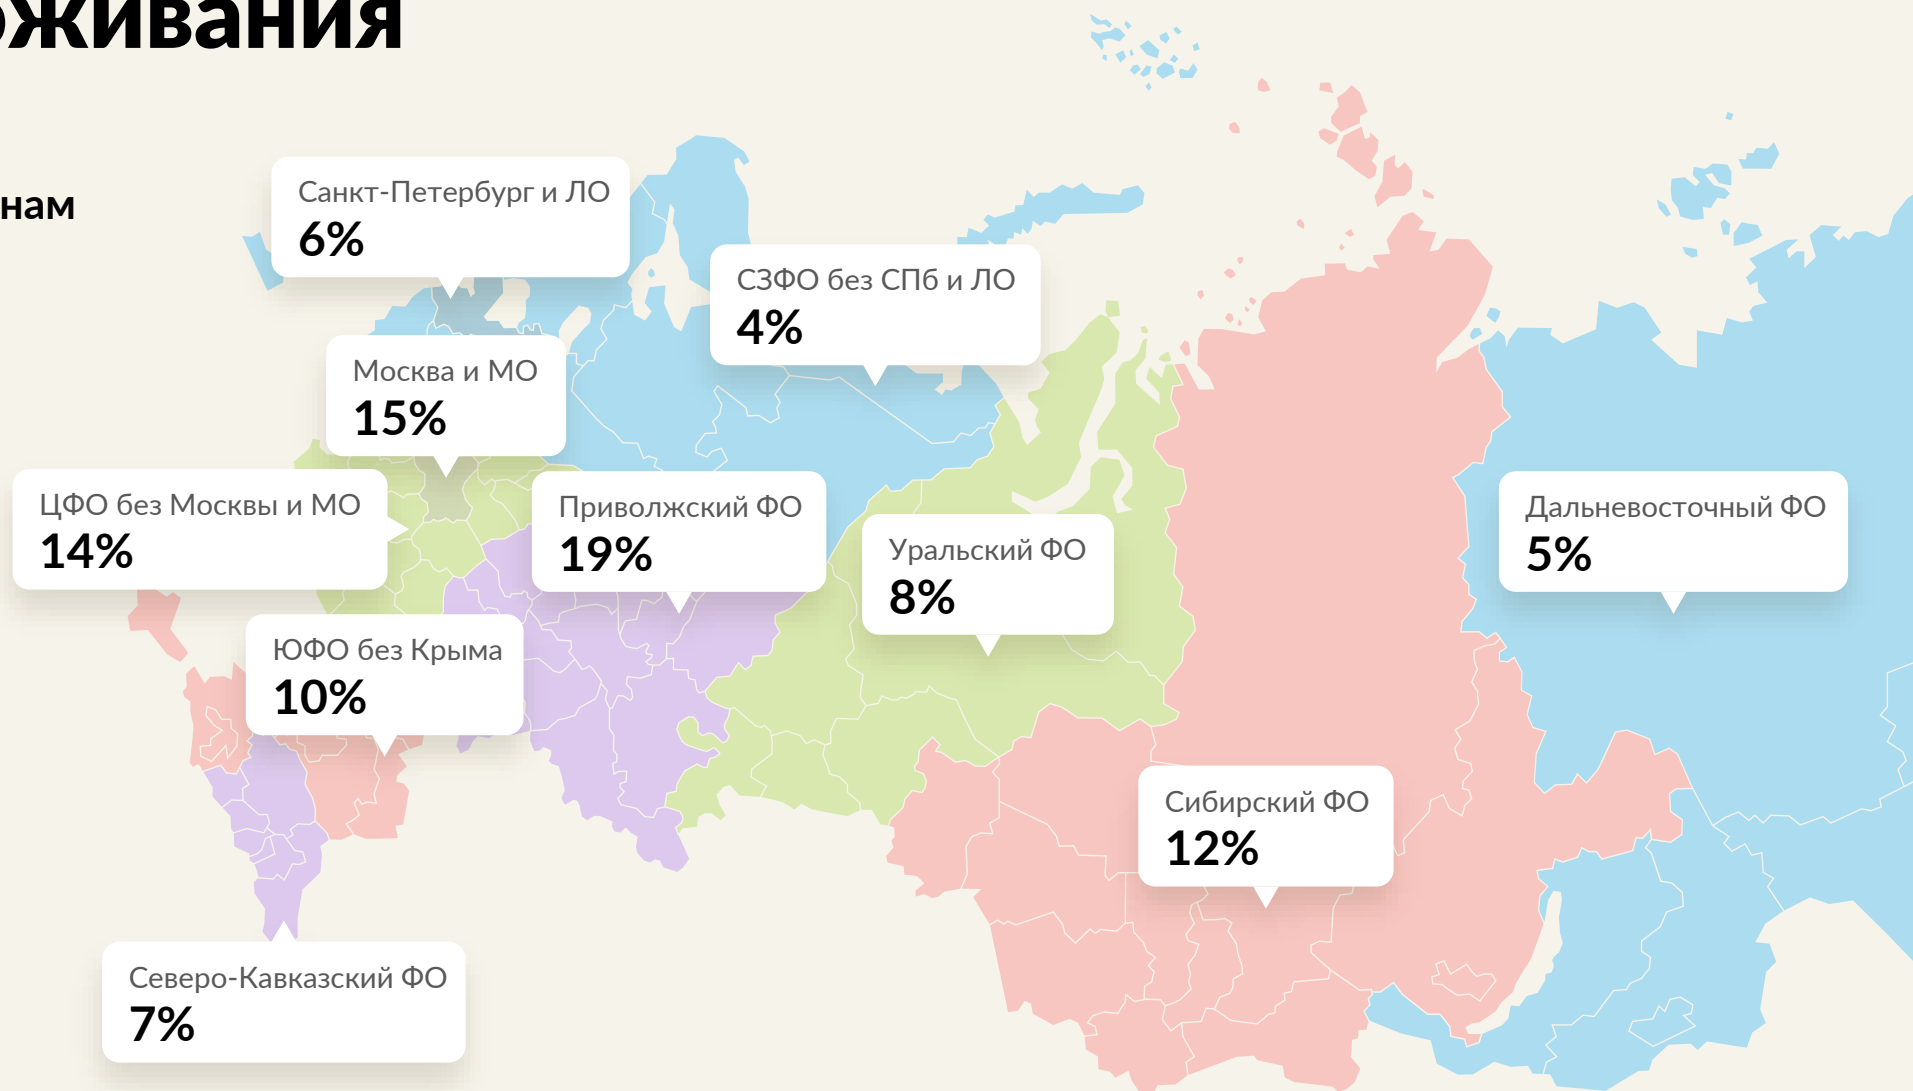 оживания
нам
Санкт-Петербург и ЛО
6%
СЗФО без СПб и ЛО
4%
Москва и МО
15%
ЦФО без Москвы и МО
14%
Приволжский ФО
19%
Уральский ФО
8%
Дальневосточный ФО
5%
ЮФО без Крыма
10%
Сибирский ФО
12%
Северо-Кавказский ФО
7%